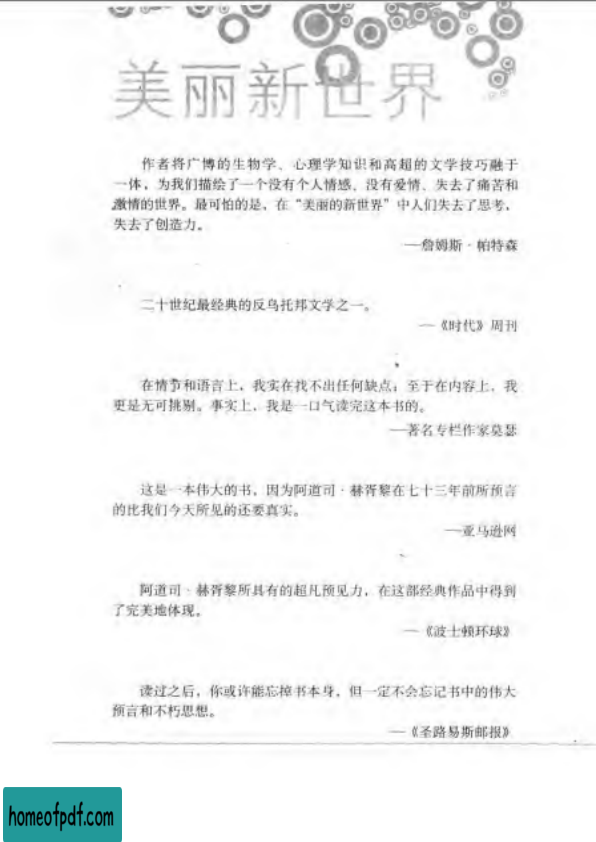 美丽新世界
作者将广博的生物学、心理学知识和高超的文学技巧融于
一体，为我们描绘了一个没有个人情感、没有爱情、失去了痛苦和
激情的世界。最可怕的是，在“美丽的新世界”中人们失去了思考，
失去了创造力。
—詹姆斯·帕特森
二十世纪最经典的反乌托邦文学之一。
—《时代》周刊
在情节和语言上，我实在找不出任何缺点；至于在内容上，我
更是无可挑剔。事实上，我是一口气读完这本书的。
—著名专栏作家莫瑟
这是一本伟大的书，因为阿道司·赫胥黎在七十三年前所预言
的比我们今天所见的还要真实。
—亚马逊网
阿道司·赫胥黎所具有的超凡预见力，在这部经典作品中得到
了完美地体现。
—《波士顿环球》
读过之后，你或许能忘掉书本身，但一定不会忘记书中的伟大
预言和不朽思想。
—《圣路易斯邮报》
homeofpdf.com